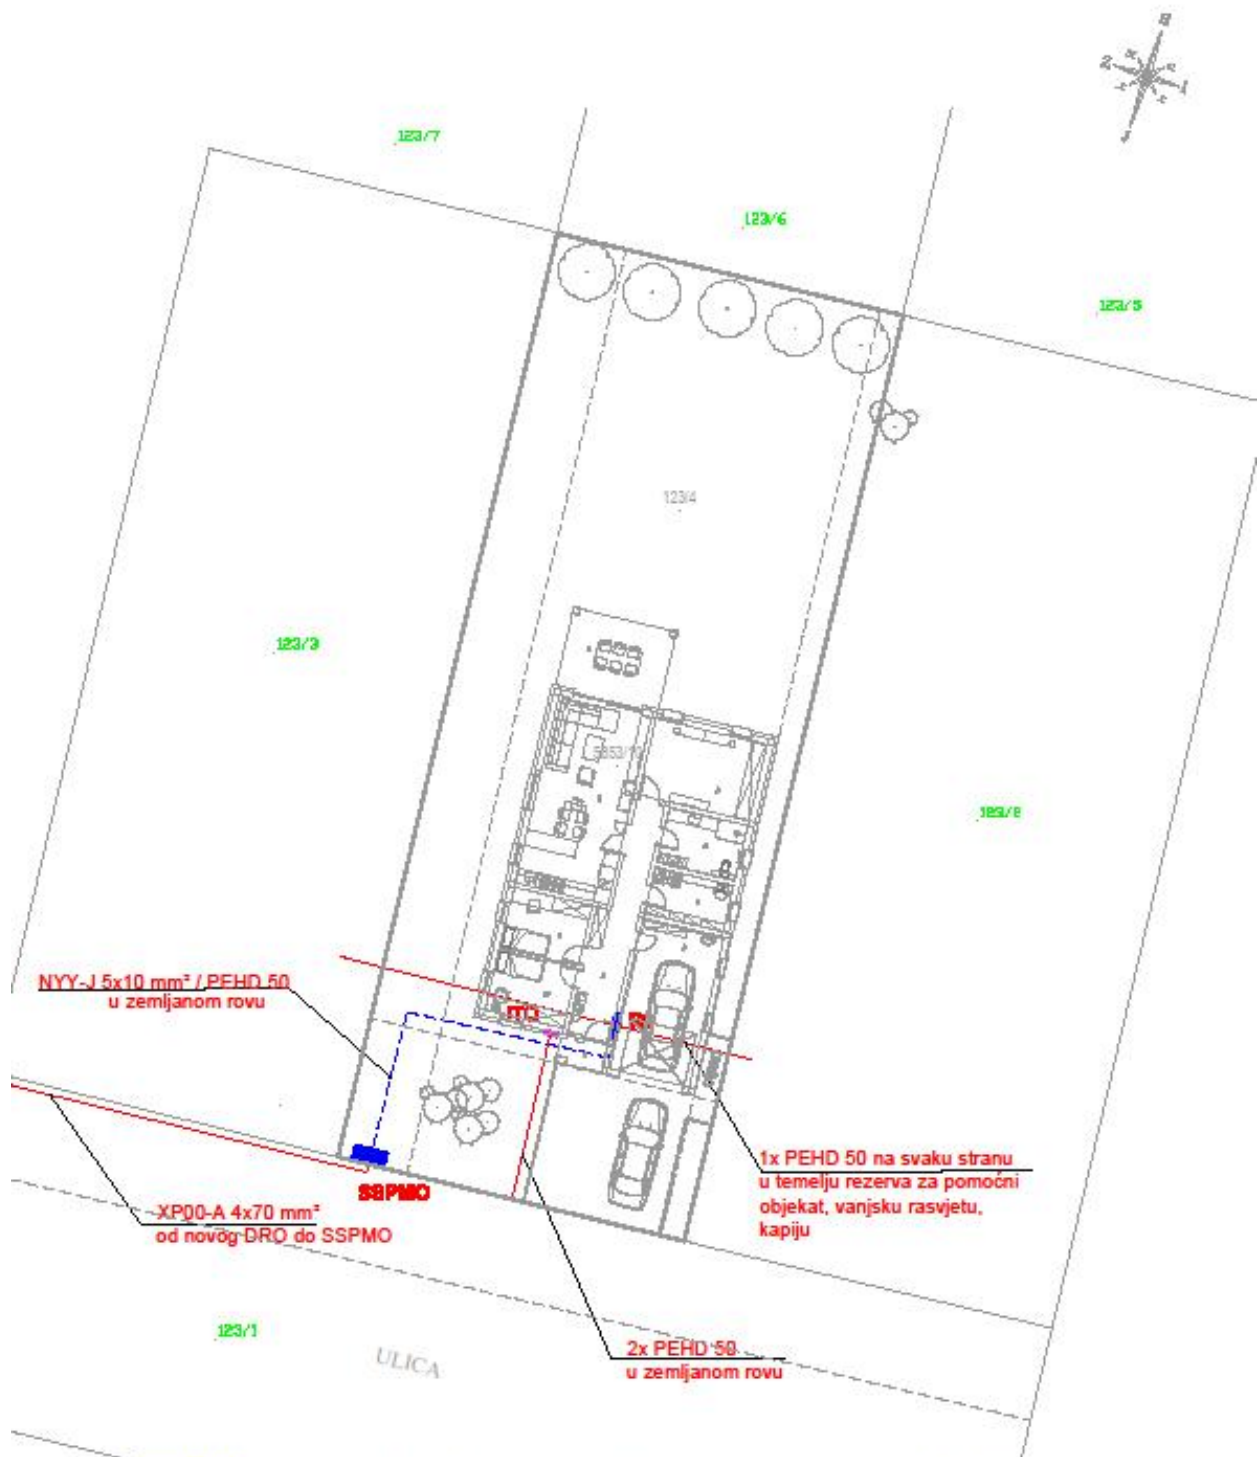 123/7
123/6
123/5
123/4
123/3
123/2
NYY-J 5x10 mm² / PEHD 50
u zemljanom rovu
SSPMO
1x PEHD 50 na svaku stranu
u temelju rezerva za pomoćni
objekat, vanjsku rasvjetu,
kapiju
XP00-A 4x70 mm²
od novog DRO do SSPMO
123/1
ULICA
2x PEHD 50
u zemljanom rovu